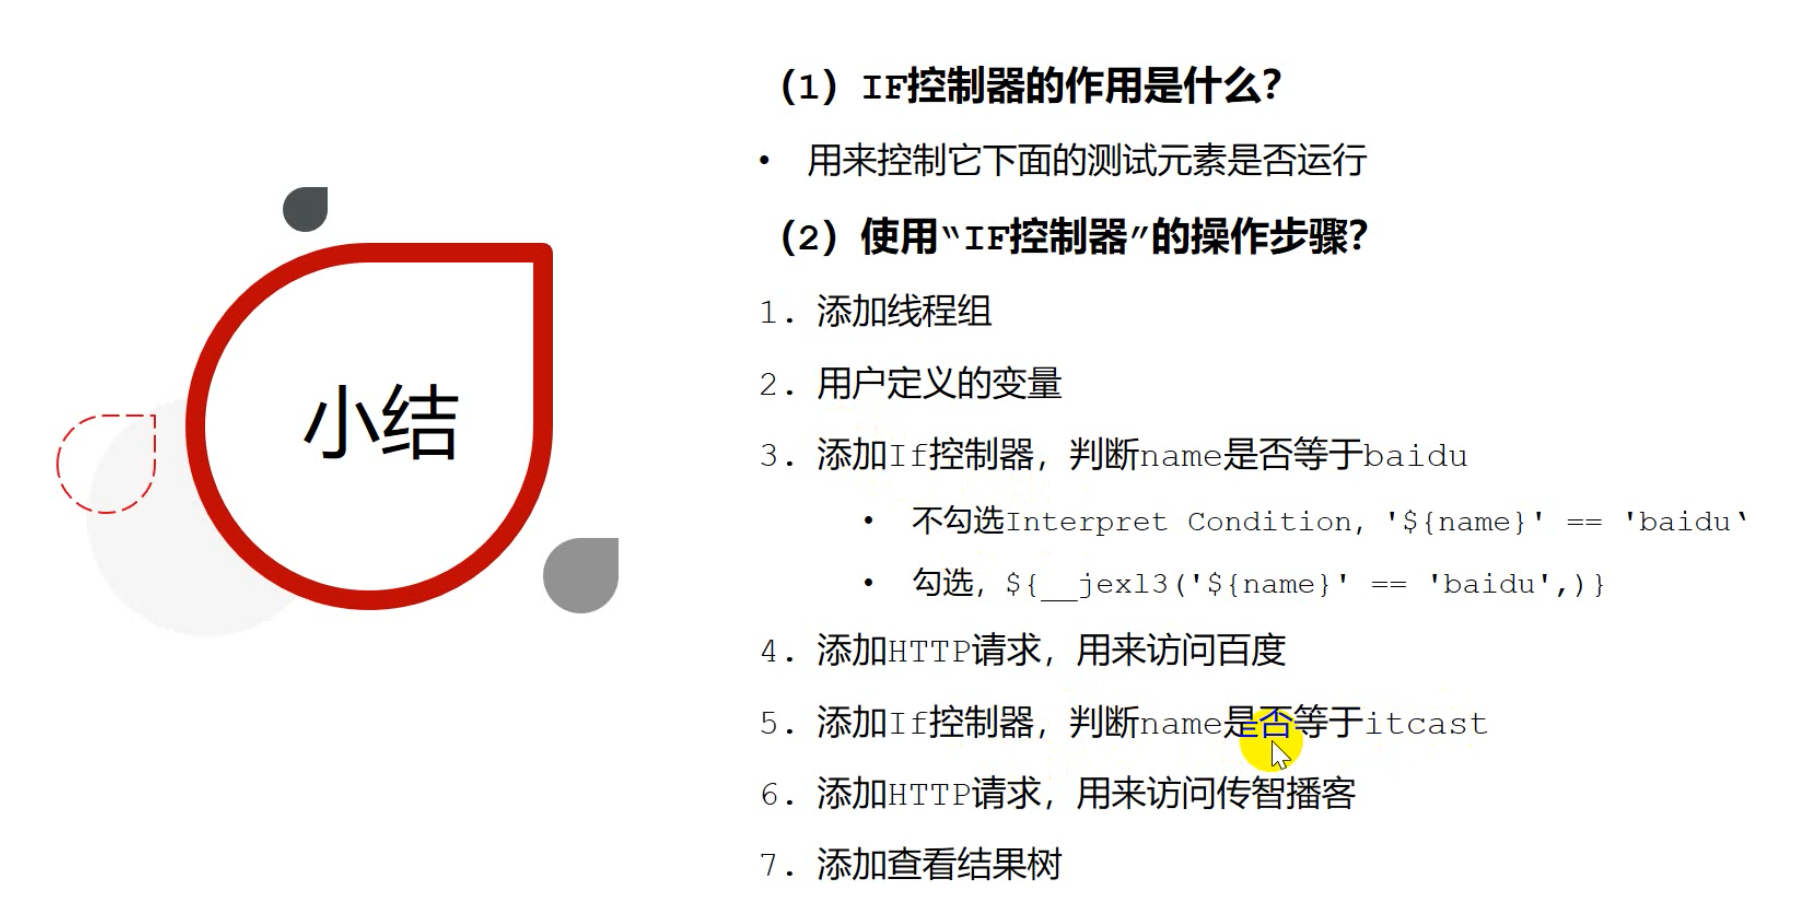 小结
（1）IF控制器的作用是什么？
• 用来控制它下面的测试元素是否运行
（2）使用“IF控制器”的操作步骤？
1. 添加线程组
2. 用户定义的变量
3. 添加If控制器，判断name是否等于baidu
• 不勾选Interpret Condition，'${name}' == 'baidu‘
• 勾选，${__jexl3('${name}' == 'baidu',)}
4. 添加HTTP请求，用来访问百度
5. 添加If控制器，判断name是否等于itcast
6. 添加HTTP请求，用来访问传智播客
7. 添加查看结果树